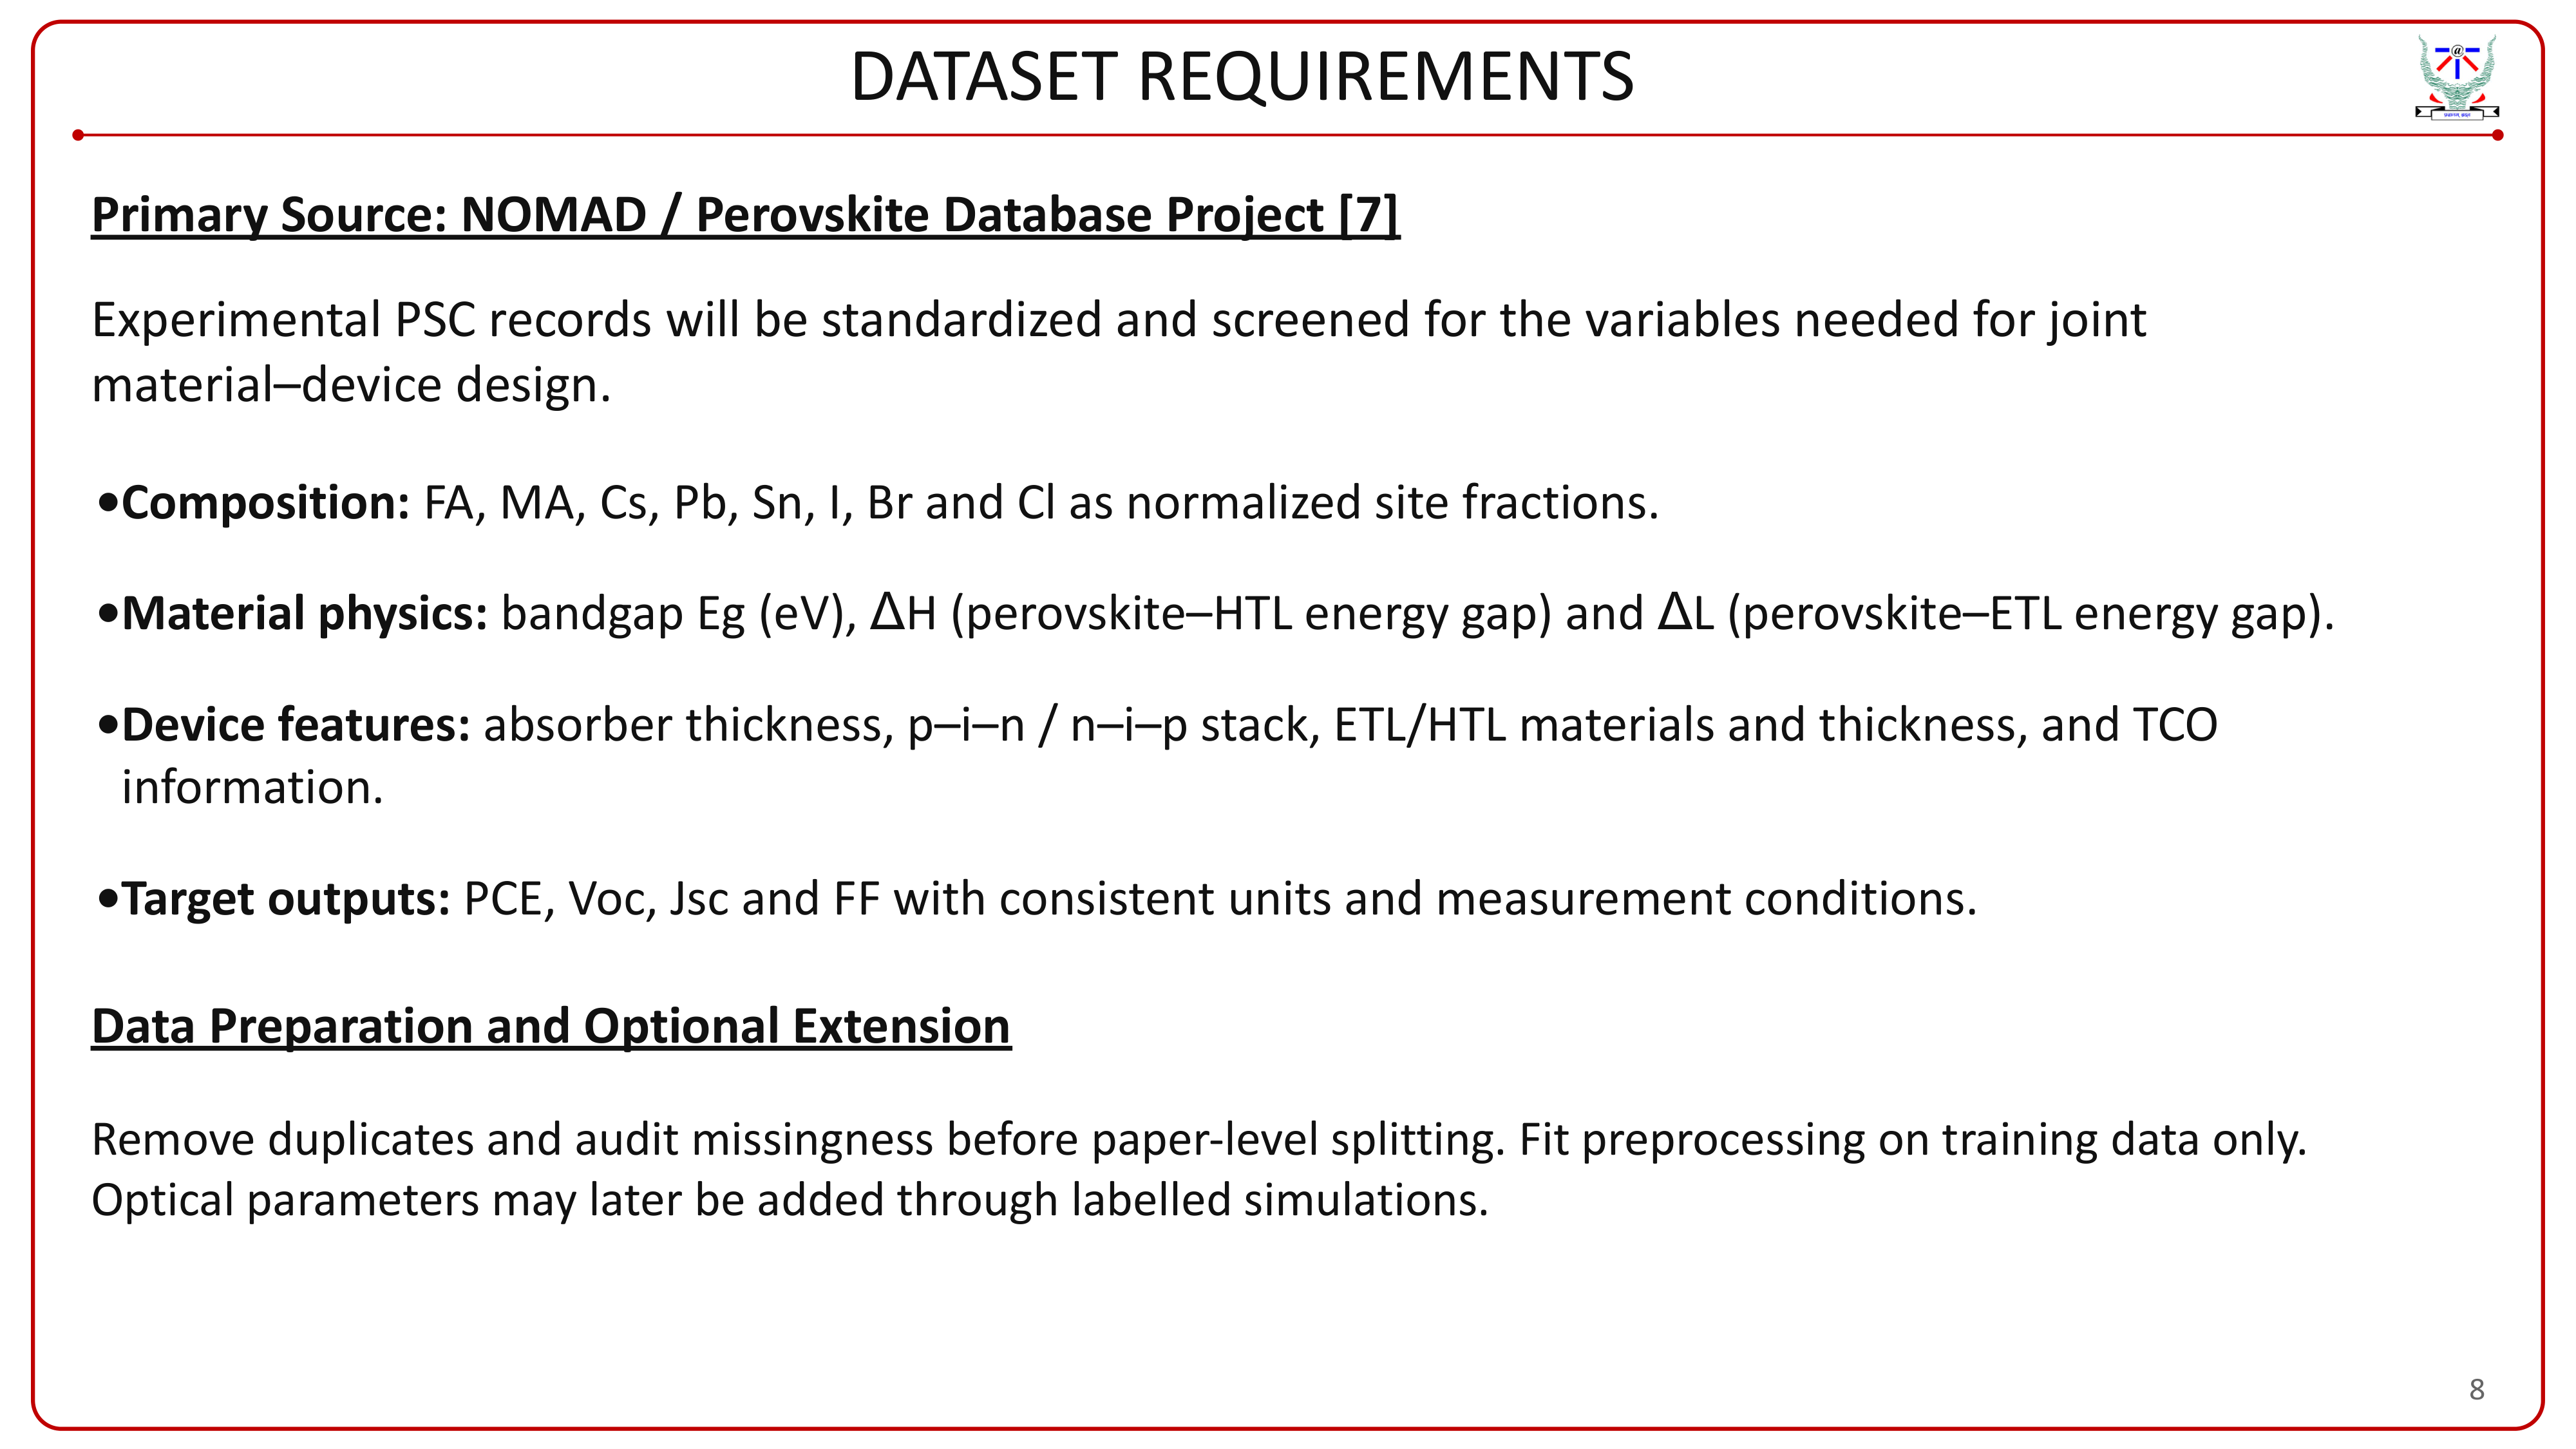 DATASET REQUIREMENTS
@
Primary Source: NOMAD / Perovskite Database Project [7]
Experimental PSC records will be standardized and screened for the variables needed for joint
material–device design.
•Composition: FA, MA, Cs, Pb, Sn, I, Br and Cl as normalized site fractions.
•Material physics: bandgap Eg (eV), ΔH (perovskite–HTL energy gap) and ΔL (perovskite–ETL energy gap).
•Device features: absorber thickness, p–i–n / n–i–p stack, ETL/HTL materials and thickness, and TCO
information.
•Target outputs: PCE, Voc, Jsc and FF with consistent units and measurement conditions.
Data Preparation and Optional Extension
Remove duplicates and audit missingness before paper-level splitting. Fit preprocessing on training data only.
Optical parameters may later be added through labelled simulations.
8